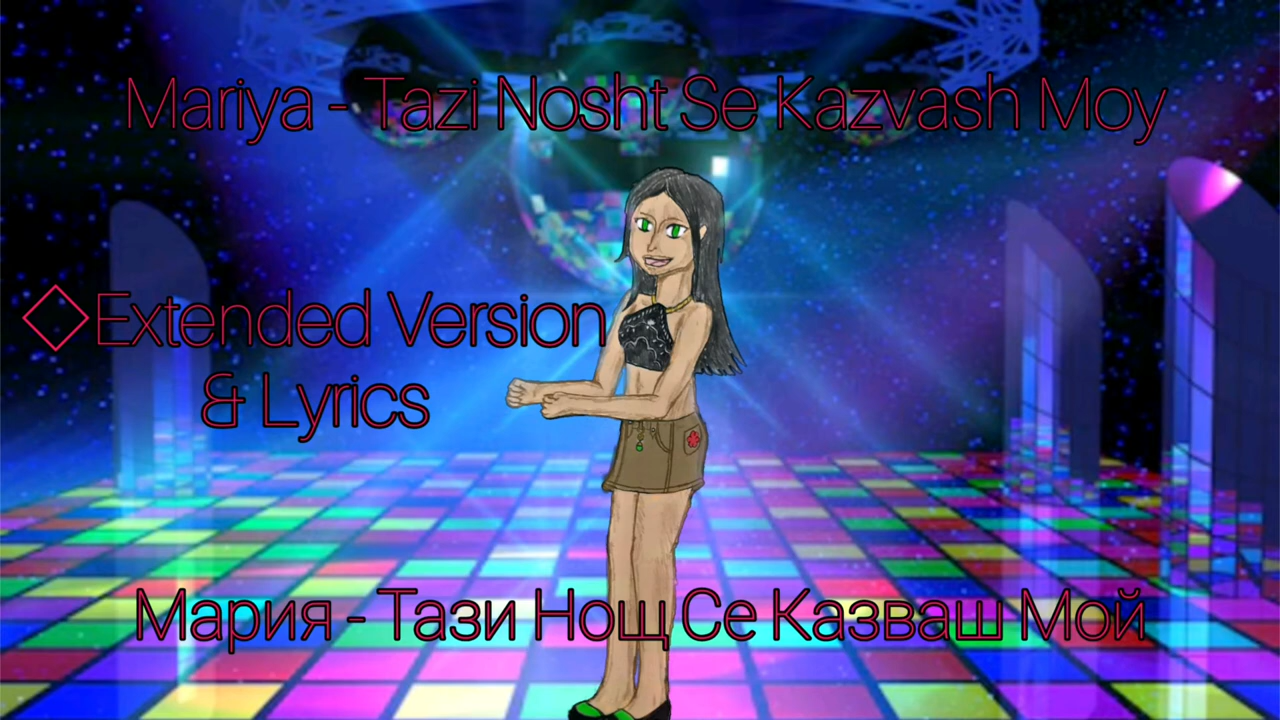 Mariya - Tazi Nosht Se Kazvash Moy
◇Extended Version
& Lyrics
Мария - Тази Нощ Се Казваш Мой